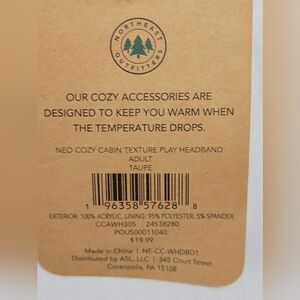 NORTHEAST
OUTFITTERS
OUR COZY ACCESSORIES ARE
DESIGNED TO KEEP YOU WARM WHEN
THE TEMPERATURE DROPS.
NEO COZY CABIN TEXTURE PLAY HEADBAND
ADULT
TAUPE
1 96358 57628 8
EXTERIOR: 100% ACRYLIC, LINING: 95% POLYESTER, 5% SPANDEX
CCAWH305 24538280
POUS00011040
$19.99
Made in China | NE-CC-WHDBD1
Distributed by ASL, LLC | 345 Court Street
Coraopolis, PA 15108